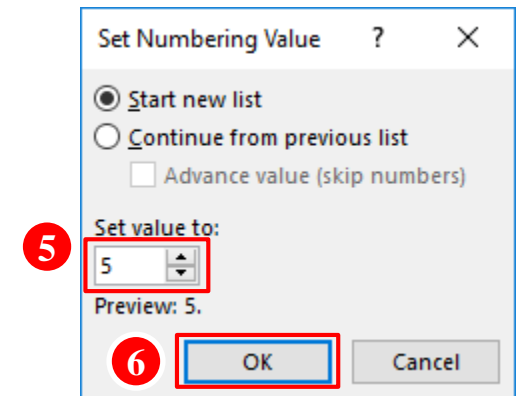 Set Numbering Value ?
Start new list
Continue from previous list
Advance value (skip numbers)
Set value to:
5
5
Preview: 5.
6
OK Cancel